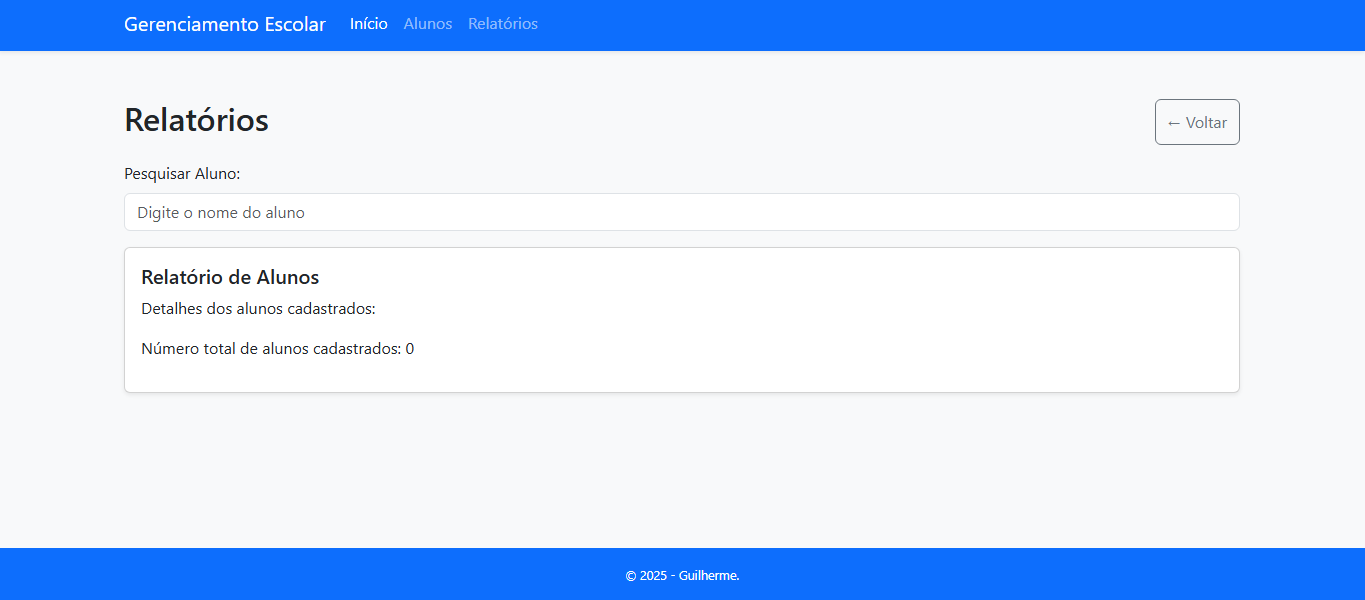 Gerenciamento Escolar Início Alunos Relatórios
Relatórios
← Voltar
Pesquisar Aluno:
Digite o nome do aluno
Relatório de Alunos
Detalhes dos alunos cadastrados:
Número total de alunos cadastrados: 0
© 2025 - Guilherme.